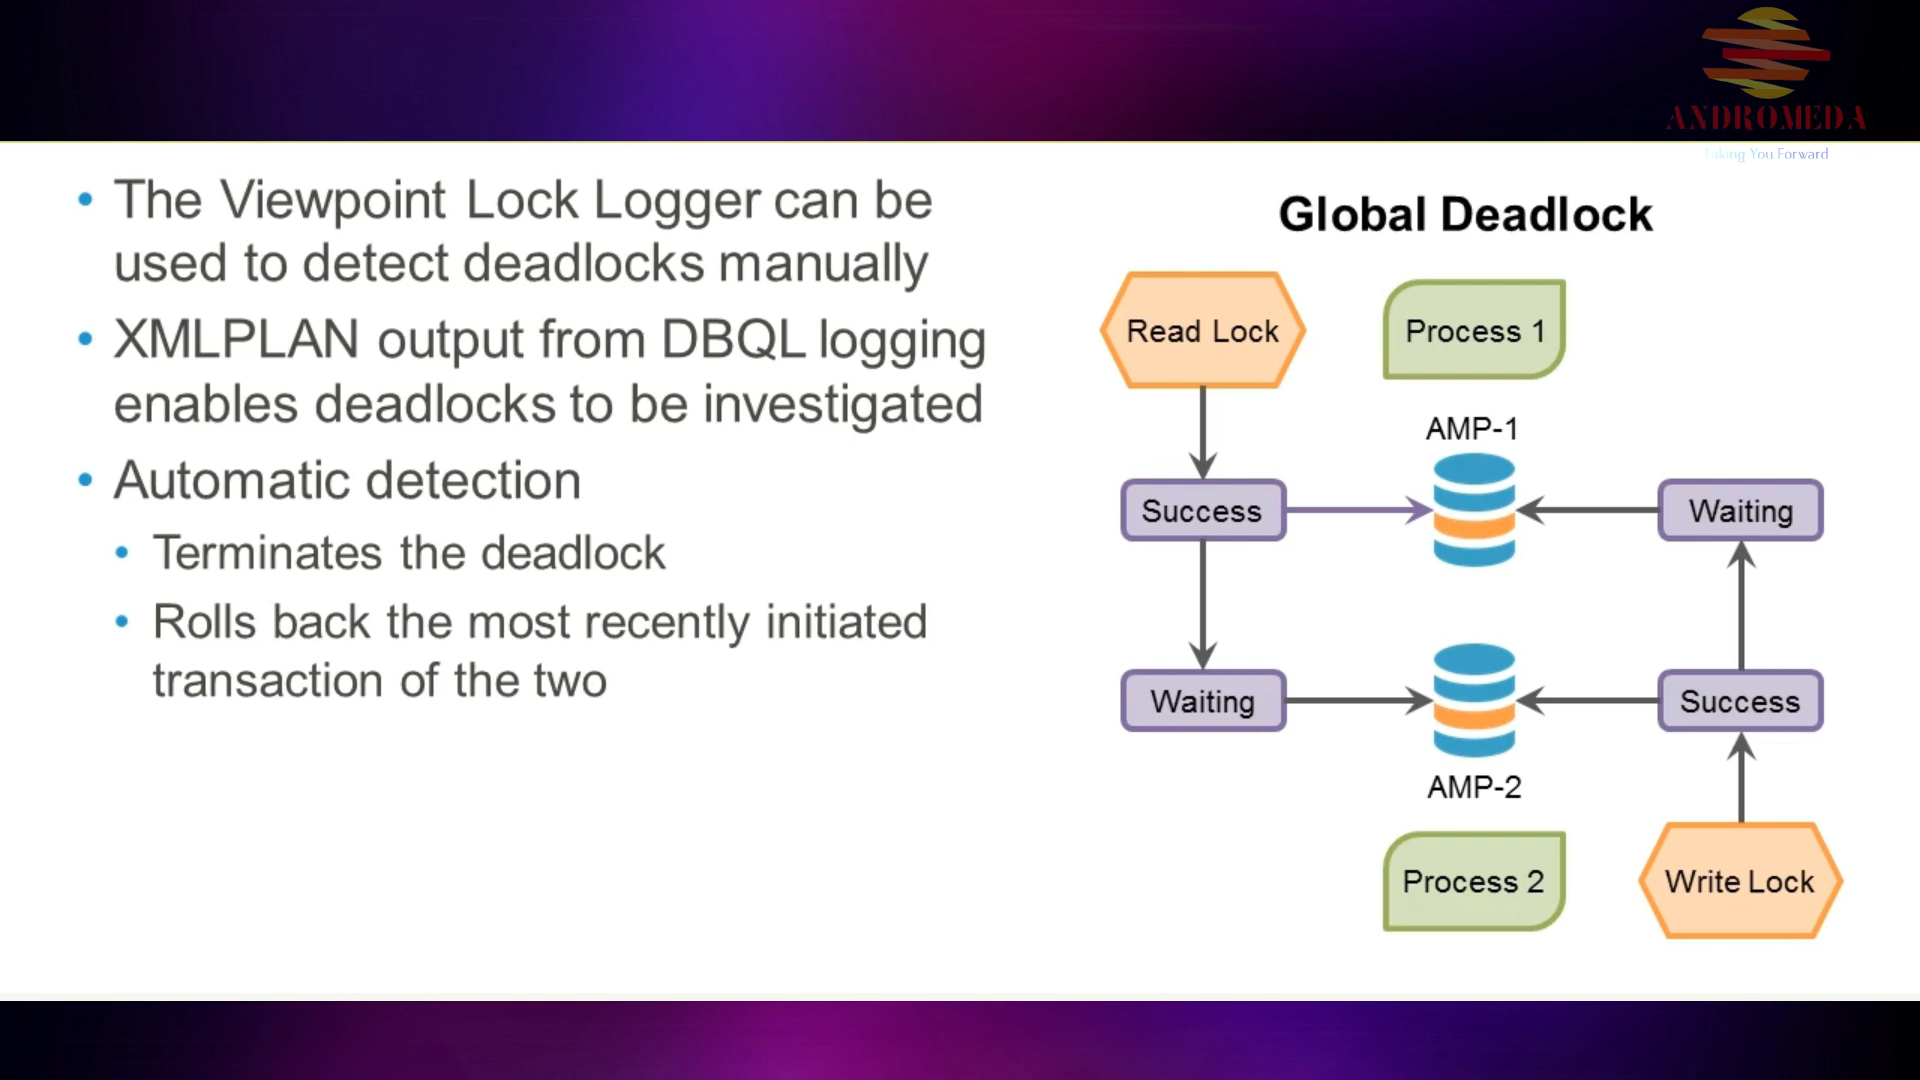 ANDROMEDA
Taking You Forward
• The Viewpoint Lock Logger can be
used to detect deadlocks manually
• XMLPLAN output from DBQL logging
enables deadlocks to be investigated
• Automatic detection
• Terminates the deadlock
• Rolls back the most recently initiated
transaction of the two
Global Deadlock
Read Lock
Process 1
AMP-1
Success
Waiting
Waiting
Success
AMP-2
Process 2
Write Lock